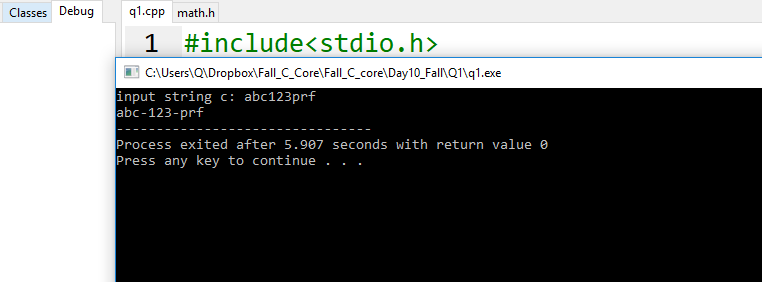 Classes Debug q1.cpp math.h
1 #include<stdio.h>
C:\Users\Q\Dropbox\Fall_C_Core\Fall_C_core\Day10_Fall\Q1\q1.exe
input string c: abc123prf
abc-123-prf
--------------------------------
Process exited after 5.907 seconds with return value 0
Press any key to continue . . .